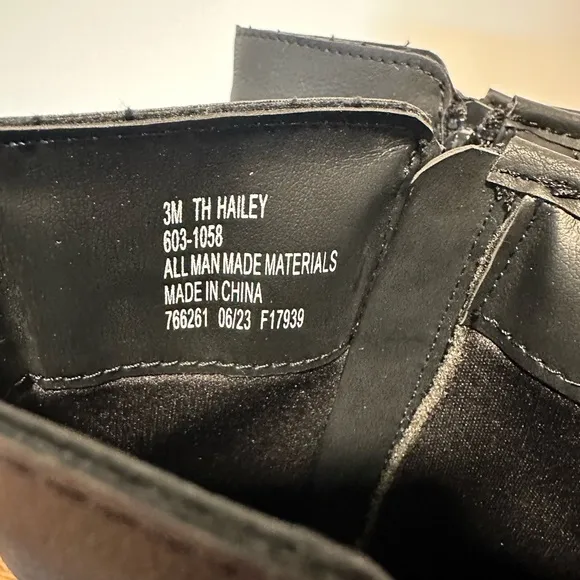 3M TH HAILEY
603-1058
ALL MAN MADE MATERIALS
MADE IN CHINA
766261 06/23 F17939